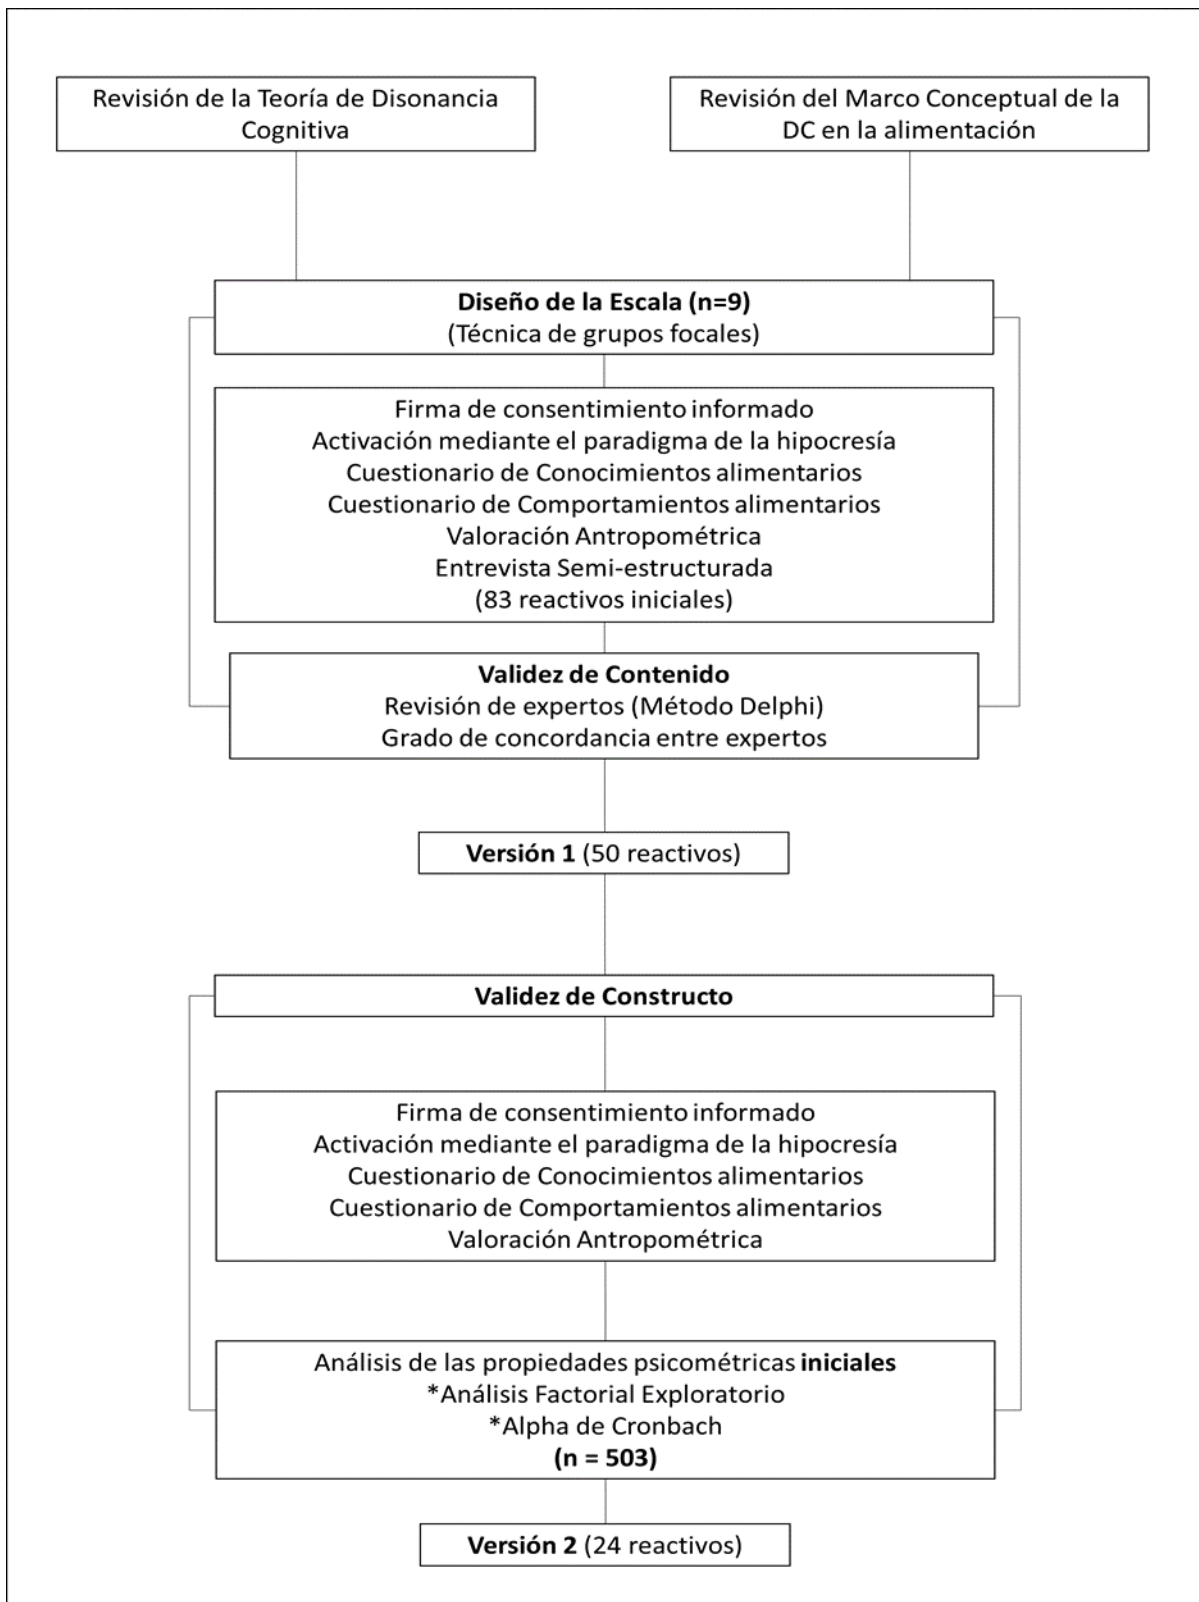 Revisión de la Teoría de Disonancia
Cognitiva
Revisión del Marco Conceptual de la
DC en la alimentación
Diseño de la Escala (n=9)
(Técnica de grupos focales)
Firma de consentimiento informado
Activación mediante el paradigma de la hipocresía
Cuestionario de Conocimientos alimentarios
Cuestionario de Comportamientos alimentarios
Valoración Antropométrica
Entrevista Semi-estructurada
(83 reactivos iniciales)
Validez de Contenido
Revisión de expertos (Método Delphi)
Grado de concordancia entre expertos
Versión 1 (50 reactivos)
Validez de Constructo
Firma de consentimiento informado
Activación mediante el paradigma de la hipocresía
Cuestionario de Conocimientos alimentarios
Cuestionario de Comportamientos alimentarios
Valoración Antropométrica
Análisis de las propiedades psicométricas iniciales
*Análisis Factorial Exploratorio
*Alpha de Cronbach
(n = 503)
Versión 2 (24 reactivos)